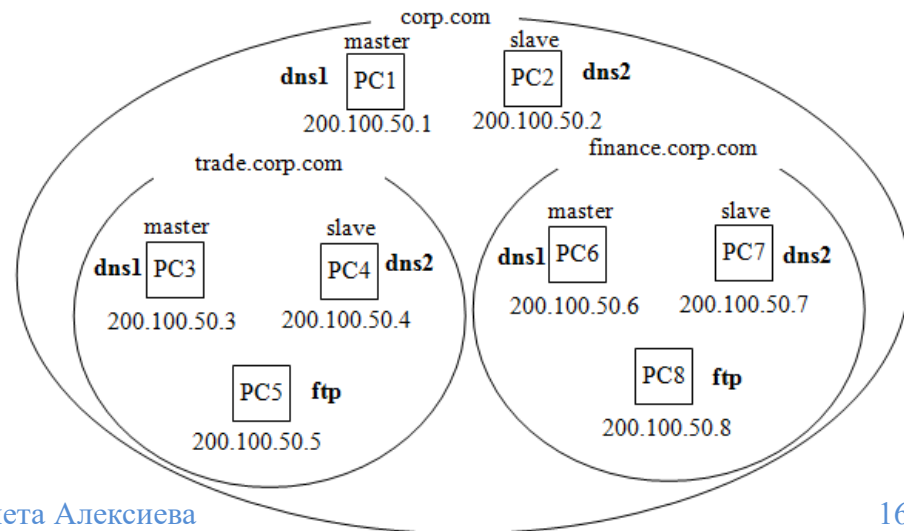 corp.com
master
slave
dns1 PC1
PC2 dns2
200.100.50.1
200.100.50.2
trade.corp.com
finance.corp.com
master
slave
dns1 PC3
PC4 dns2
200.100.50.3
200.100.50.4
PC5 ftp
200.100.50.5
master
slave
dns1 PC6
PC7 dns2
200.100.50.6
200.100.50.7
PC8 ftp
200.100.50.8
Алексиева
16